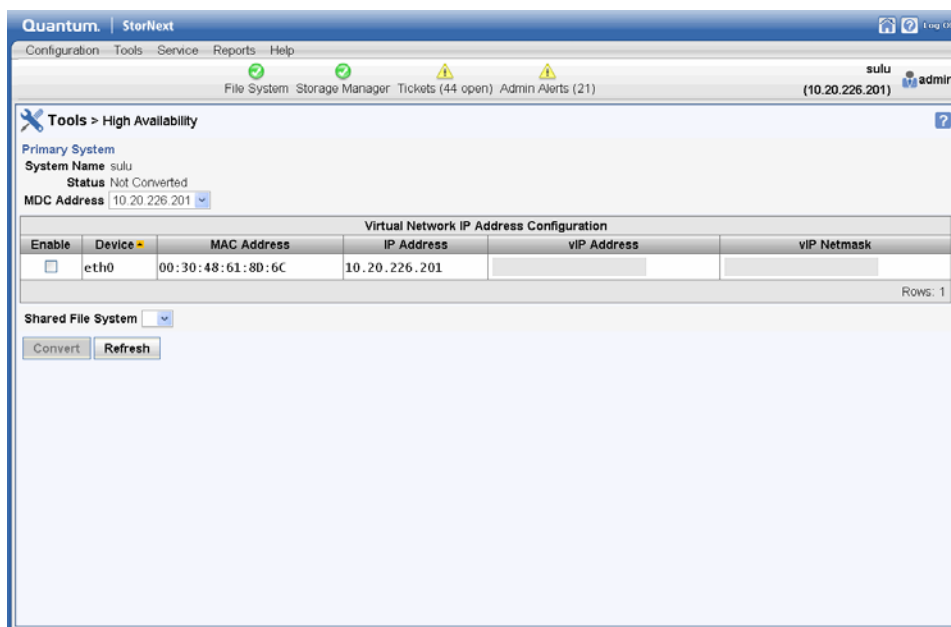 Quantum. StorNext Log O
Configuration Tools Service Reports Help
File System Storage Manager Tickets (44 open) Admin Alerts (21)
sulu
(10.20.226.201)
admin
Tools > High Availability
Primary System
System Name sulu
Status Not Converted
MDC Address 10.20.226.201
Virtual Network IP Address Configuration
Enable Device MAC Address IP Address vIP Address vIP Netmask
eth0 00:30:48:61:8D:6C 10.20.226.201
Rows: 1
Shared File System
Convert Refresh